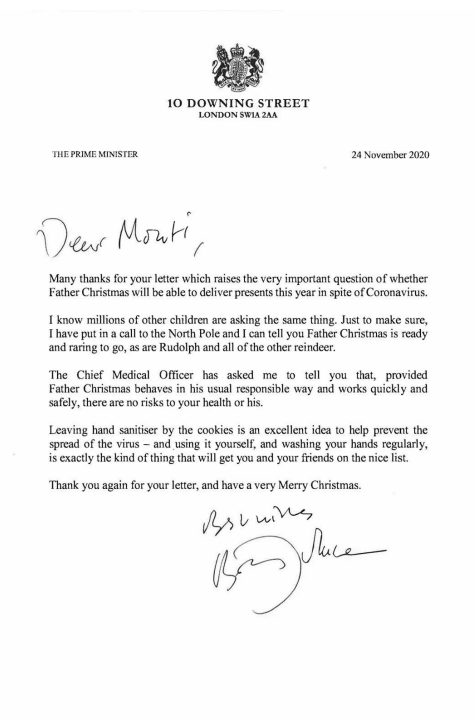 10 DOWNING STREET
LONDON SW1A 2AA
THE PRIME MINISTER
24 November 2020
Dear Monti,
Many thanks for your letter which raises the very important question of whether
Father Christmas will be able to deliver presents this year in spite of Coronavirus.
I know millions of other children are asking the same thing. Just to make sure,
I have put in a call to the North Pole and I can tell you Father Christmas is ready
and raring to go, as are Rudolph and all of the other reindeer.
The Chief Medical Officer has asked me to tell you that, provided
Father Christmas behaves in his usual responsible way and works quickly and
safely, there are no risks to your health or his.
Leaving hand sanitiser by the cookies is an excellent idea to help prevent the
spread of the virus – and using it yourself, and washing your hands regularly,
is exactly the kind of thing that will get you and your friends on the nice list.
Thank you again for your letter, and have a very Merry Christmas.
Best wishes